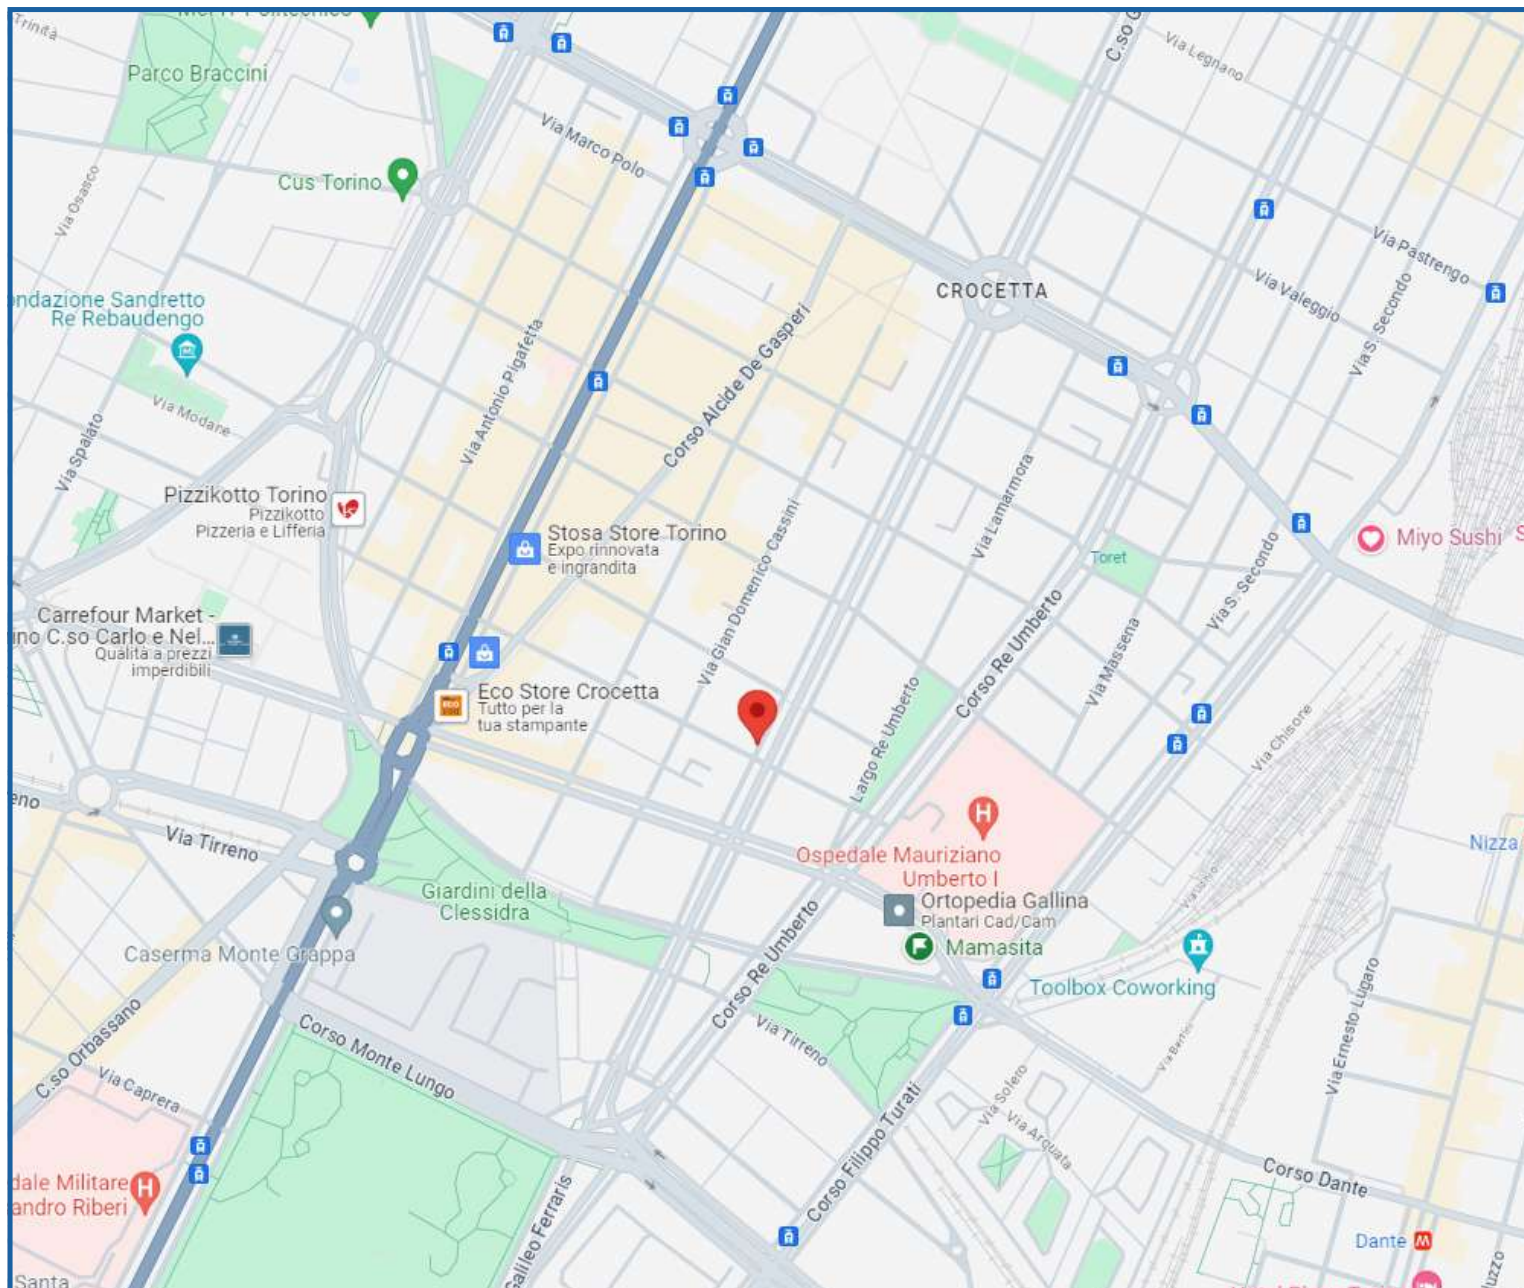 Trinità
Parco Braccini
Via Marco Polo
C.so G
Via Legnano
Cus Torino
Via Osasco
Via Pastrengo
Via Valeggio
Via S. Secondo
CROCETTA
ondazione Sandretto
Re Rebaudengo
Via Modane
Via Spalato
Via Antonio Pigafetta
Corso Alcide De Gasperi
Pizzikotto Torino
Pizzikotto
Pizzeria e Lifferia
Stosa Store Torino
Expo rinnovata
e ingrandita
Via Gian Domenico Cassini
Via Lamarmora
Toret
Miyo Sushi
S
Via S. Secondo
Carrefour Market -
ino C.so Carlo e Nel...
Qualità a prezzi
imperdibili
Eco Store Crocetta
Tutto per la
tua stampante
ECO
Corso Re Umberto
Via Massena
Largo Re Umberto
Via Chisone
eno
Via Tirreno
H
Ospedale Mauriziano
Umberto I
Nizza
Giardini della
Clessidra
Ortopedia Gallina
Plantari Cad/Cam
Mamasita
Caserma Monte Grappa
Corso Re Umberto
Toolbox Coworking
Via Ernesto Lugaro
Via Tirreno
C.so Orbassano
Corso Monte Lungo
Via Caprera
Via Solero
Via Arquata
Corso Filippo Turati
Corso Dante
dale Militare
andro Riberi
H
Galileo Ferraris
Dante
M
uzzo
Santa